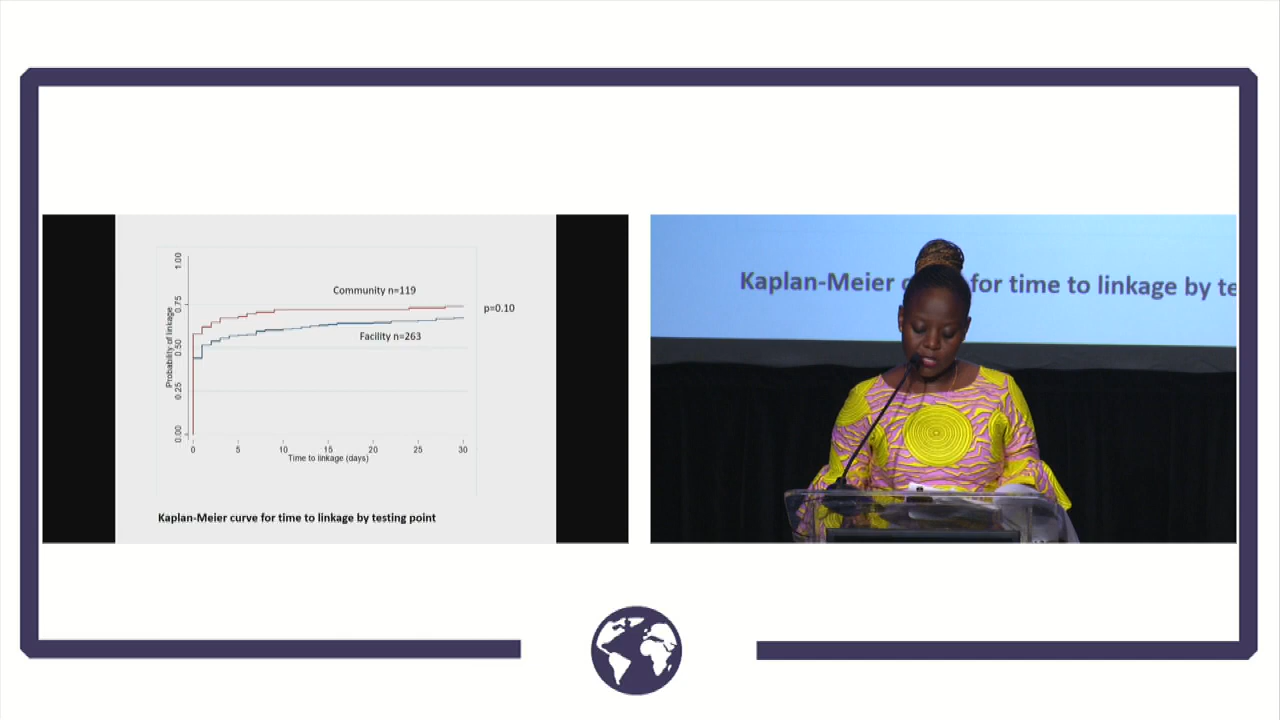 1.00
0.75
0.50
0.25
0.00
Probability of linkage
Community n=119
p=0.10
Facility n=263
0 5 10 15 20 25 30
Time to linkage (days)
Kaplan-Meier curve for time to linkage by testing point
Kaplan-Meier c for time to linkage by te